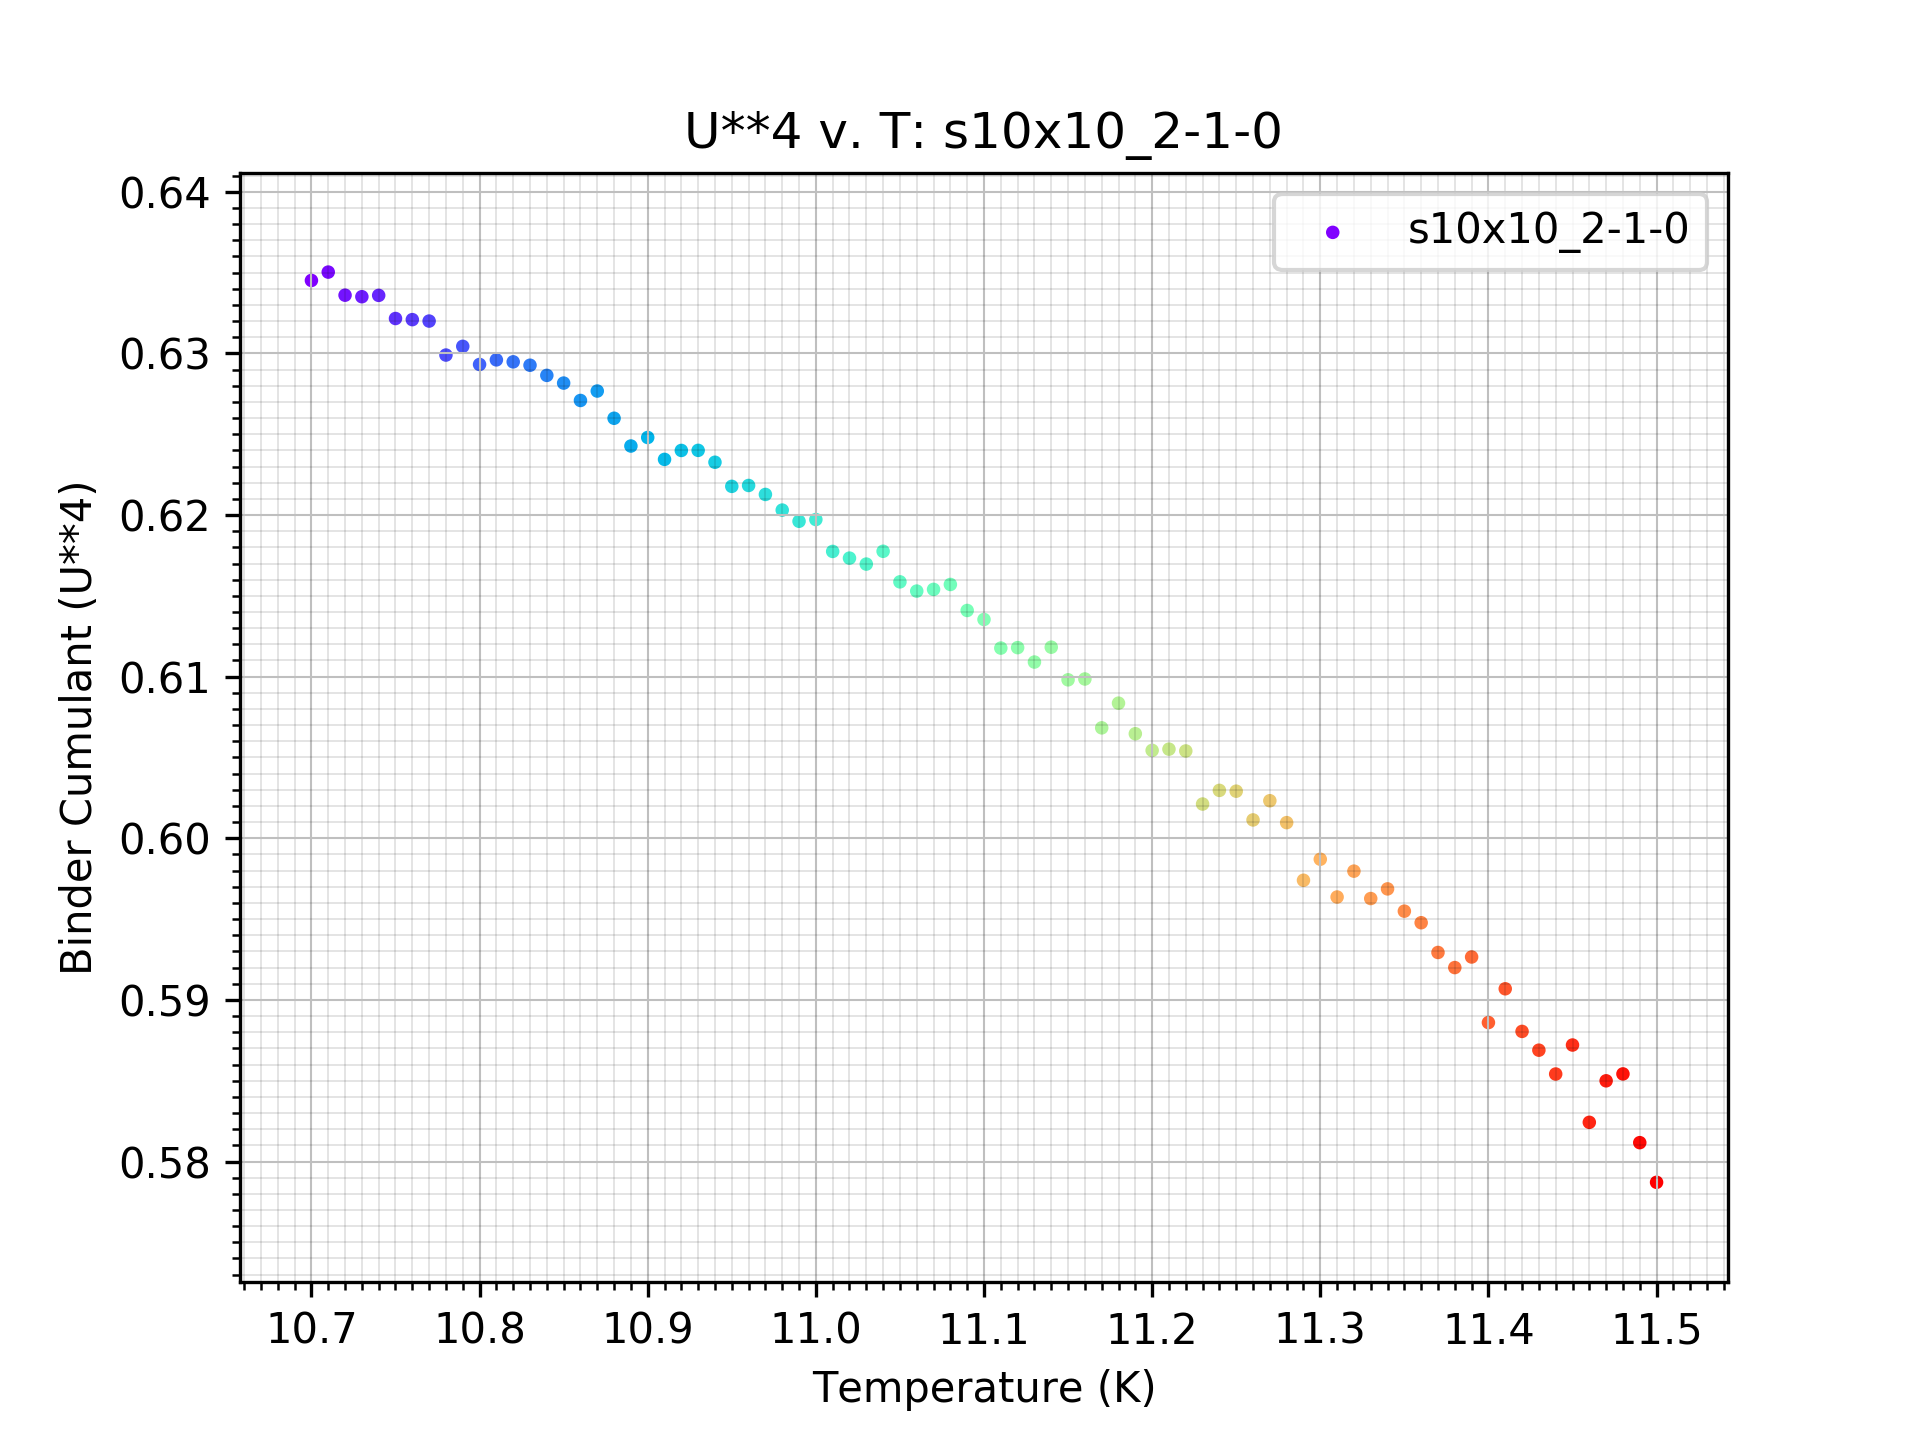 U**4 v. T: s10x10_2-1-0
s10x10_2-1-0
0.64
0.63
0.62
0.61
0.60
0.59
0.58
Binder Cumulant (U**4)
10.7 10.8 10.9 11.0 11.1 11.2 11.3 11.4 11.5
Temperature (K)